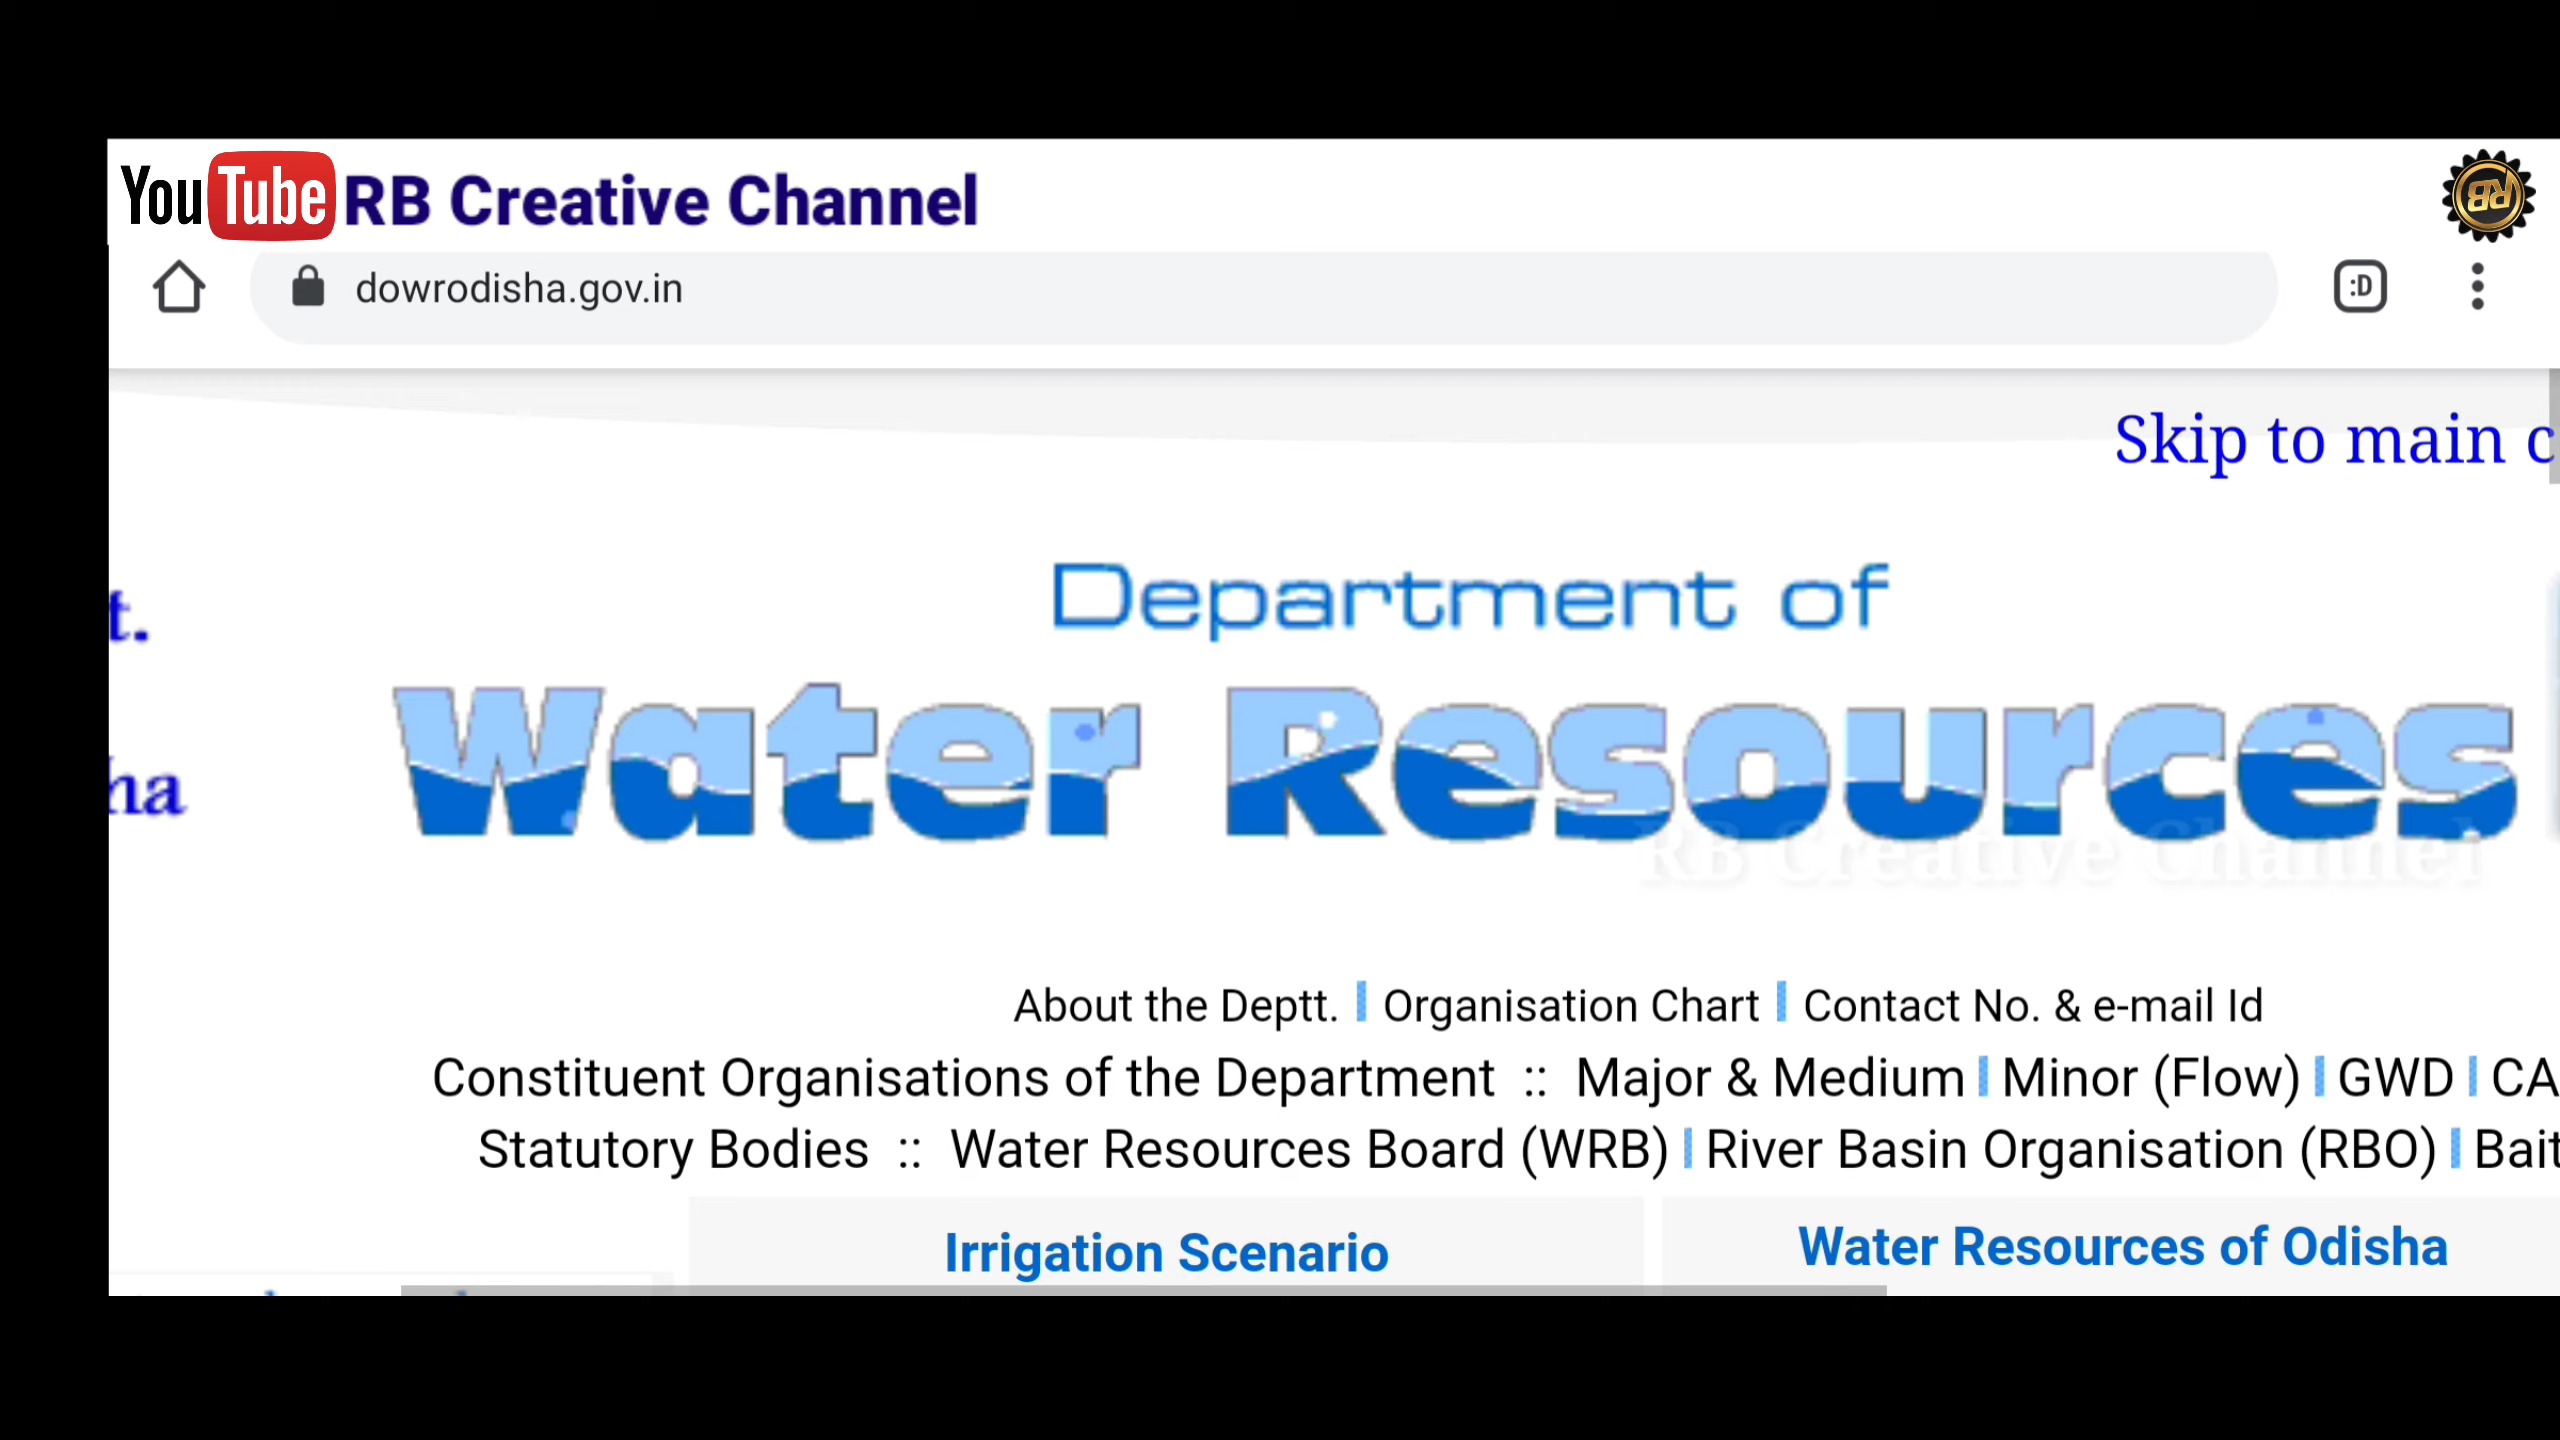 YouTube RB Creative Channel
RB
dowrodisha.gov.in
:D
Skip to main c
t.
Department of
Water Resources
ha
RB Creative Channel
About the Deptt. Organisation Chart Contact No. & e-mail Id
Constituent Organisations of the Department :: Major & Medium Minor (Flow) GWD CA
Statutory Bodies :: Water Resources Board (WRB) River Basin Organisation (RBO) Bait
Irrigation Scenario
Water Resources of Odisha